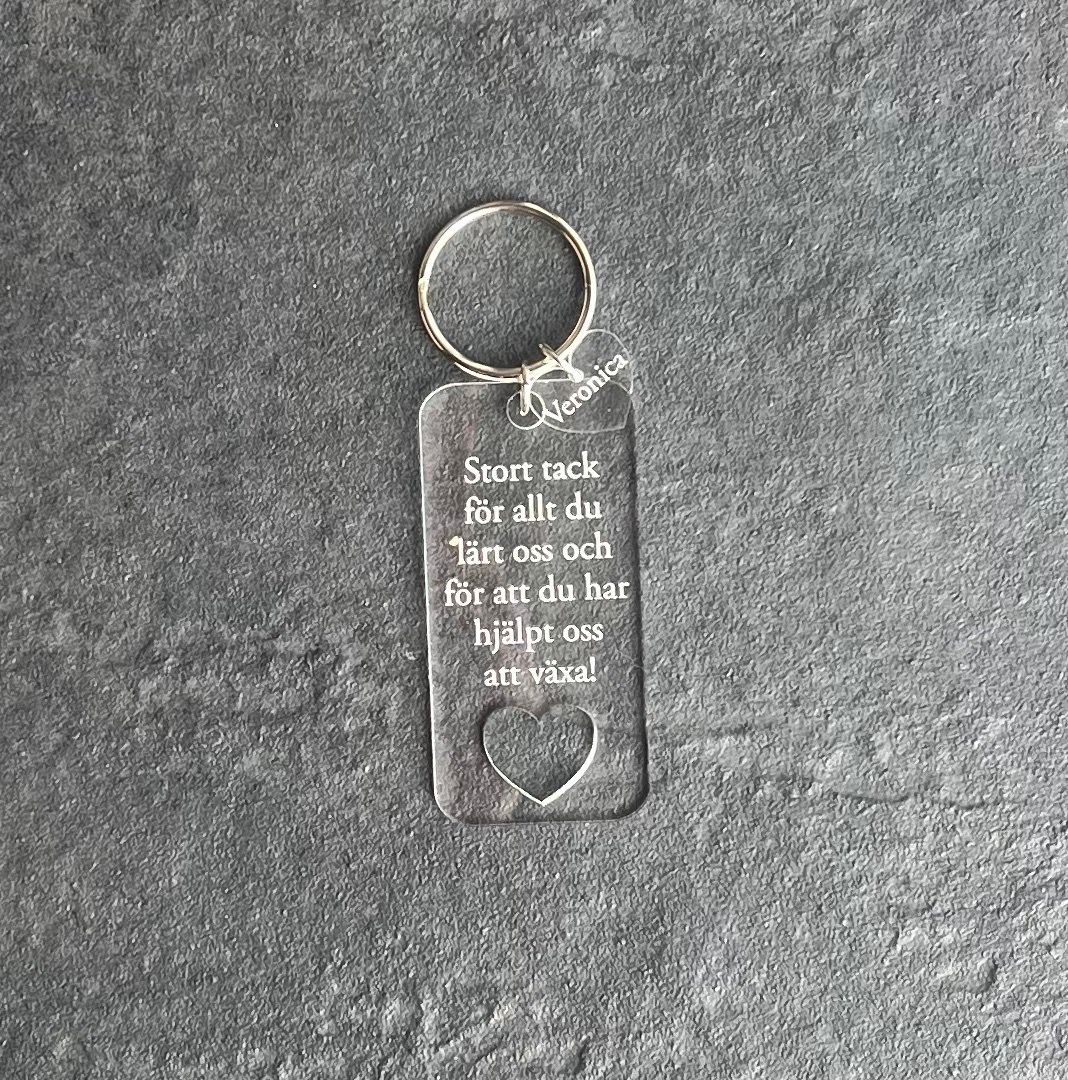 Veronica
Stort tack
för allt du
lärt oss och
för att du har
hjälpt oss
att växa!